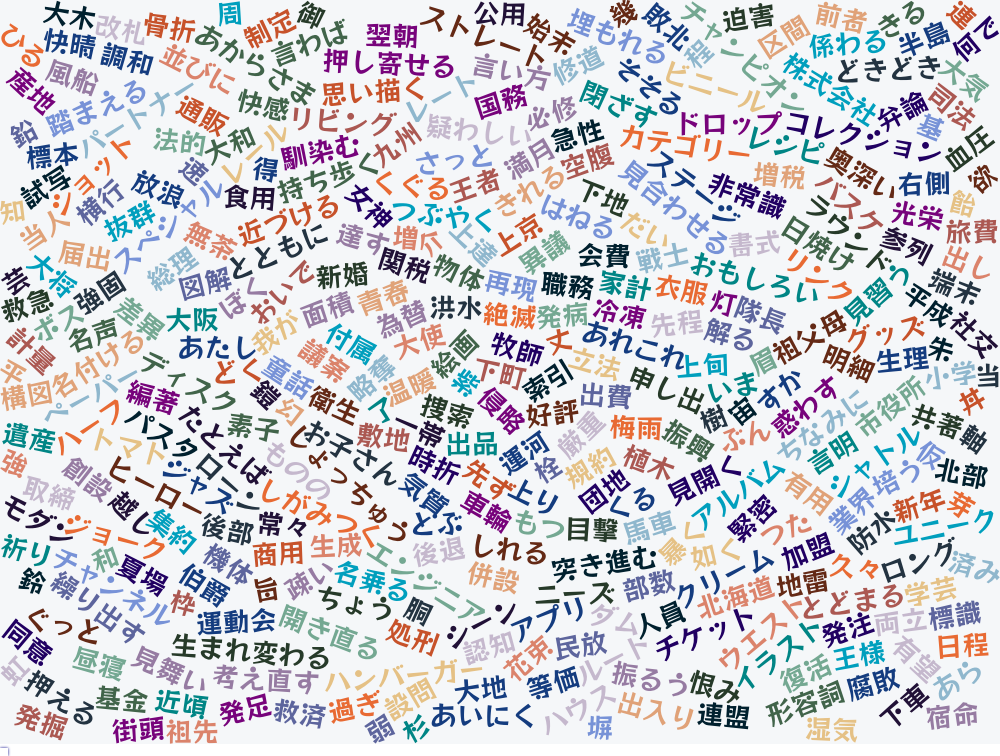 大木
改札
骨折
周
制定
御
言わば
翌朝
ストレート
公用
始末
埋もれる
幾
敗北
程
チャンピオン
迫害
区間
前者
きる
係わる
半島
連ひ
何で
ひる
快晴
調和
並びに
あからさま
押し寄せる
言い方
修道
そそる
ビニール
株式会社
どきどき
大気
産地
風船
踏まえる
パートナー
通販
快感
思い描く
レート
国務
必修
閉ざす
ドロップ
コレクション
弁論
基
司法
鉛
標本
法的
大和
リビング
九州
疑わしい
急性
カテゴリー
レシピ
血圧
試写
ョット
横行
放浪
速
レール
得
馴染む
さっと
満月
空腹
ステージ
増税
奥深い
右側
俗
知
当人
抜群
スペシャル
食用
持ち歩く
女神
くぐる
王者
きれる
下地
見合わせる
非常識
バスケ
光栄
飴
旅費
届出
無茶
近づける
つぶやく
はねる
だい
書式
ラウンド
参列
出し
芸
大将
総理
図解
とともに
達す
増大
上京
異議
会費
戦士
日焼け
リンク
端末
救急
強固
ぼく
おいで
新婚
関税
物体
再現
職務
家計
衣服
おもしろい
灯
見習う
平成
社交
ボス
差異
名声
大阪
我が
面積
青春
為替
洪水
絶滅
発病
冷凍
先程
隊長
解る
祖父母
グッズ
計量
平
名付ける
あたし
付属
大使
絵画
牧師
丈
あれこれ
上旬
眉
明細
生理
朱
構図
ペーパー
ディスク
どく
童話
議案
略奪
温暖
紫
下町
索引
立法
申し出
いま
すか
小学
当
編著
素子
鎧
幻
衛生
捜索
侵略
好評
出費
樹
宙
惑わす
市役所
丼
遺産
ハート
トマト
パスタ
たとえば
お子さん
敷地
一帯
出品
運河
厳重
梅雨
振興
ぶん
ちなみに
共著
軸
強
取締
創設
ヒーロー
ジャズ
ローン
ものの
しょっちゅう
時折
先ず
栓
規約
植木
見開く
言明
シャトル
仮
北部
モダン
ジョーク
越し
集約
後部
常々
しがみつく
気質
車輪
上り
団地
くる
アルバム
有用
業界
培う
新年
芽
祈り
チャンネル
和
夏場
機体
商用
生成
エンジニア
どぶ
もつ
目撃
馬車
緊密
つた
防水
ユニーク
鈴
繰り出す
枠
伯爵
旨
疎い
名乗る
後退
しれる
突き進む
暴く
如く
加盟
久々
ロング
済み
ぐっと
運動会
ちょう
胴
併設
ニーズ
部数
クリーム
北海道
地雷
とどまる
学芸
同意
昼寝
見舞い
生まれ変わる
開き直る
処刑
シーン
アプリ
ダム
人員
チケット
ウエスト
イラスト
発注
両立
標識
虹
押える
考え直す
ハンバーガー
認知
花束
民放
ルート
復活
王様
有望
日程
発掘
基金
近頃
発足
救済
過ぎ
設問
大地
等価
振るう
恨み
形容詞
腐敗
下車
あら
街頭
祖先
弱
杉
あいにく
ハウス
塀
出入り
連盟
湿気
宿命